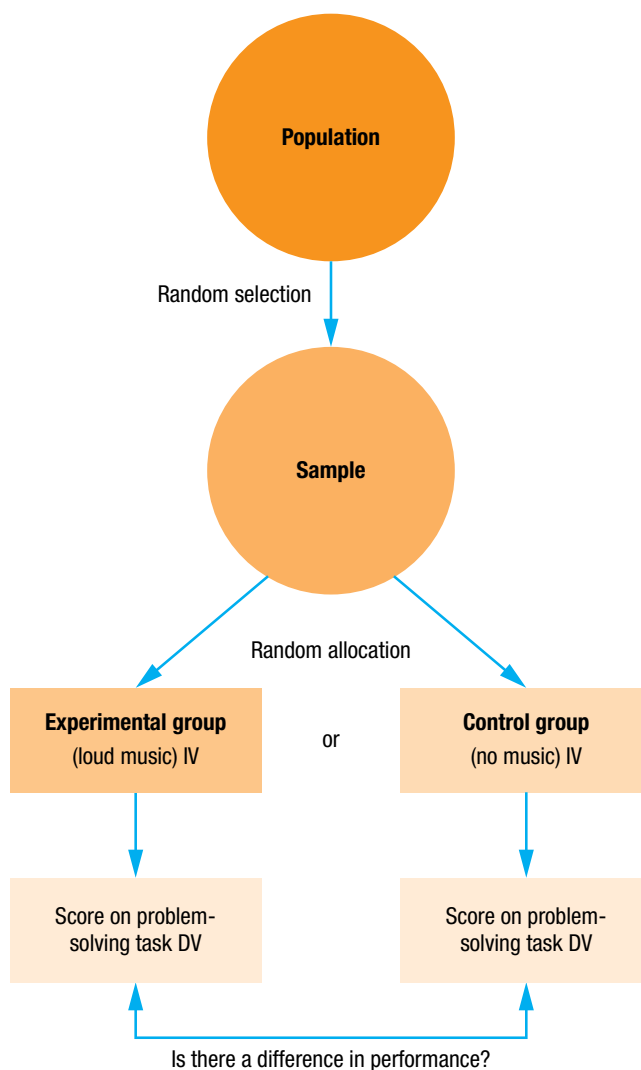 Population
Random selection
Sample
Random allocation
Experimental group
(loud music) IV
or
Control group
(no music) IV
Score on problem-
solving task DV
Score on problem-
solving task DV
Is there a difference in performance?